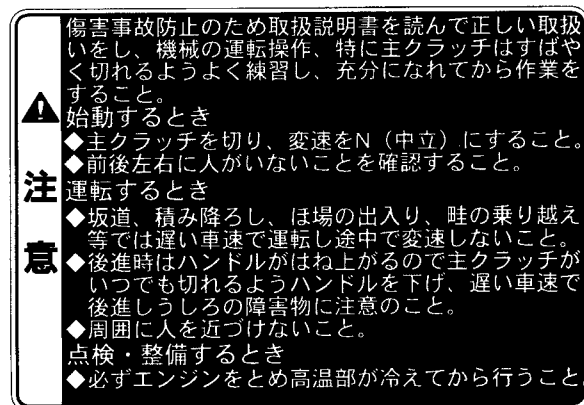 ⚠注意
傷害事故防止のため取扱説明書を読んで正しい取扱
いをし、機械の運転操作、特に主クラッチはすばや
く切れるようよく練習し、充分になれてから作業を
すること。
始動するとき
◆主クラッチを切り、変速をN（中立）にすること。
◆前後左右に人がいないことを確認すること。
運転するとき
◆坂道、積み降ろし、ほ場の出入り、畦の乗り越え
等では遅い車速で運転し途中で変速しないこと。
◆後進時はハンドルがはね上がるので主クラッチが
いつでも切れるようハンドルを下げ、遅い車速で
後進しうしろの障害物に注意のこと。
◆周囲に人を近づけないこと。
点検・整備するとき
◆必ずエンジンをとめ高温部が冷えてから行うこと。